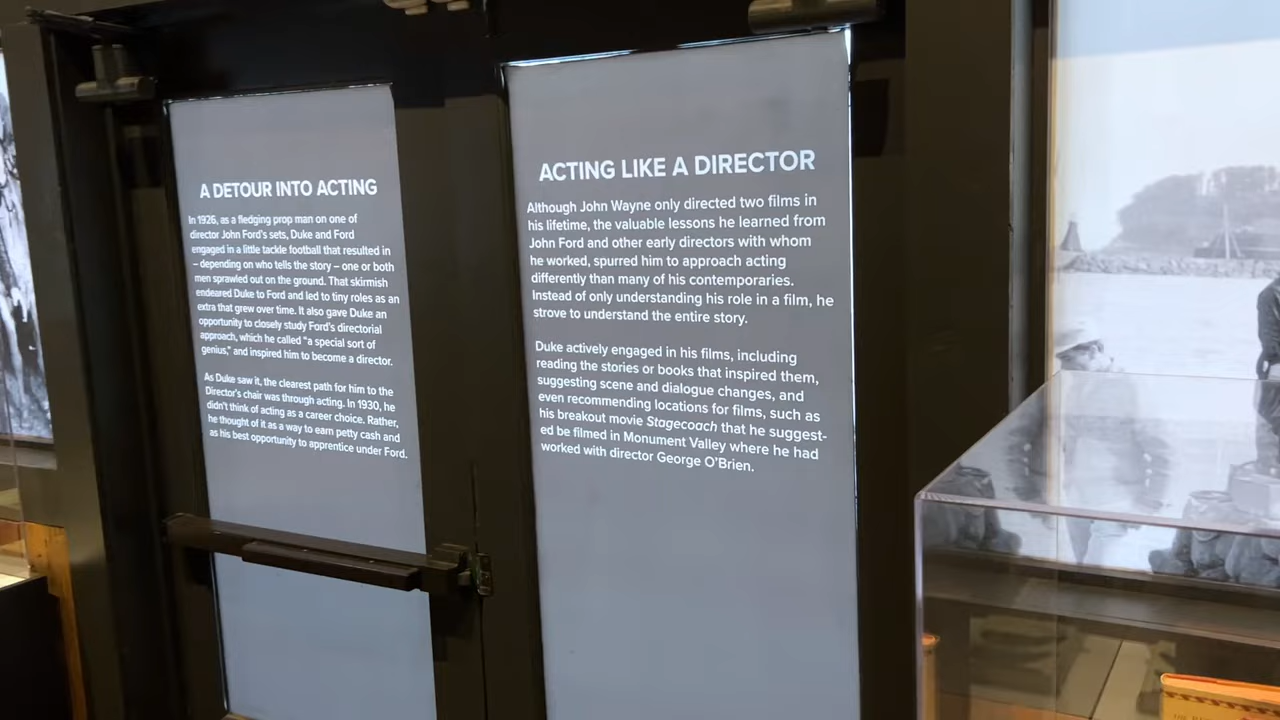 A DETOUR INTO ACTING
In 1926, as a fledging prop man on one of
director John Ford's sets, Duke and Ford
engaged in a little tackle football that resulted in
– depending on who tells the story – one or both
men sprawled out on the ground. That skirmish
endeared Duke to Ford and led to tiny roles as an
extra that grew over time. It also gave Duke an
opportunity to closely study Ford's directorial
approach, which he called "a special sort of
genius," and inspired him to become a director.
As Duke saw it, the clearest path for him to the
Director's chair was through acting. In 1930, he
didn't think of acting as a career choice. Rather,
he thought of it as a way to earn petty cash and
as his best opportunity to apprentice under Ford.
ACTING LIKE A DIRECTOR
Although John Wayne only directed two films in
his lifetime, the valuable lessons he learned from
John Ford and other early directors with whom
he worked, spurred him to approach acting
differently than many of his contemporaries.
Instead of only understanding his role in a film, he
strove to understand the entire story.
Duke actively engaged in his films, including
reading the stories or books that inspired them,
suggesting scene and dialogue changes, and
even recommending locations for films, such as
his breakout movie Stagecoach that he suggest-
ed be filmed in Monument Valley where he had
worked with director George O'Brien.